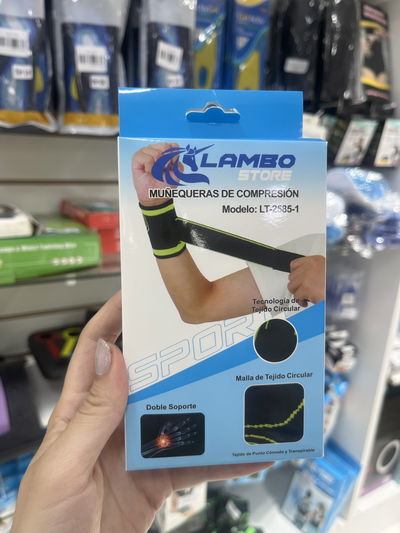 LAMBO
STORE
MUÑEQUERAS DE COMPRESIÓN
Modelo: LT-2585-1
Tecnología de
Tejido Circular
SPORT
Malla de Tejido Circular
Doble Soporte
Tejido de Punto Cómodo y Transpirable